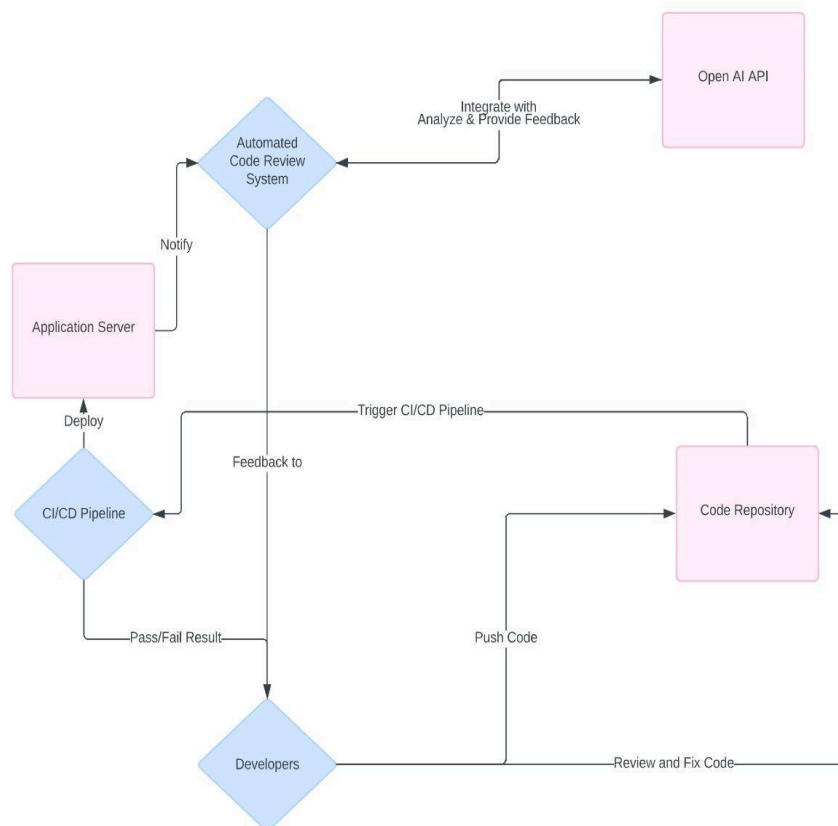 Open AI API
Integrate with
Analyze & Provide Feedback
Automated
Code Review
System
Notify
Application Server
Deploy
Trigger CI/CD Pipeline
Feedback to
CI/CD Pipeline
Code Repository
Pass/Fail Result
Push Code
Developers
Review and Fix Code